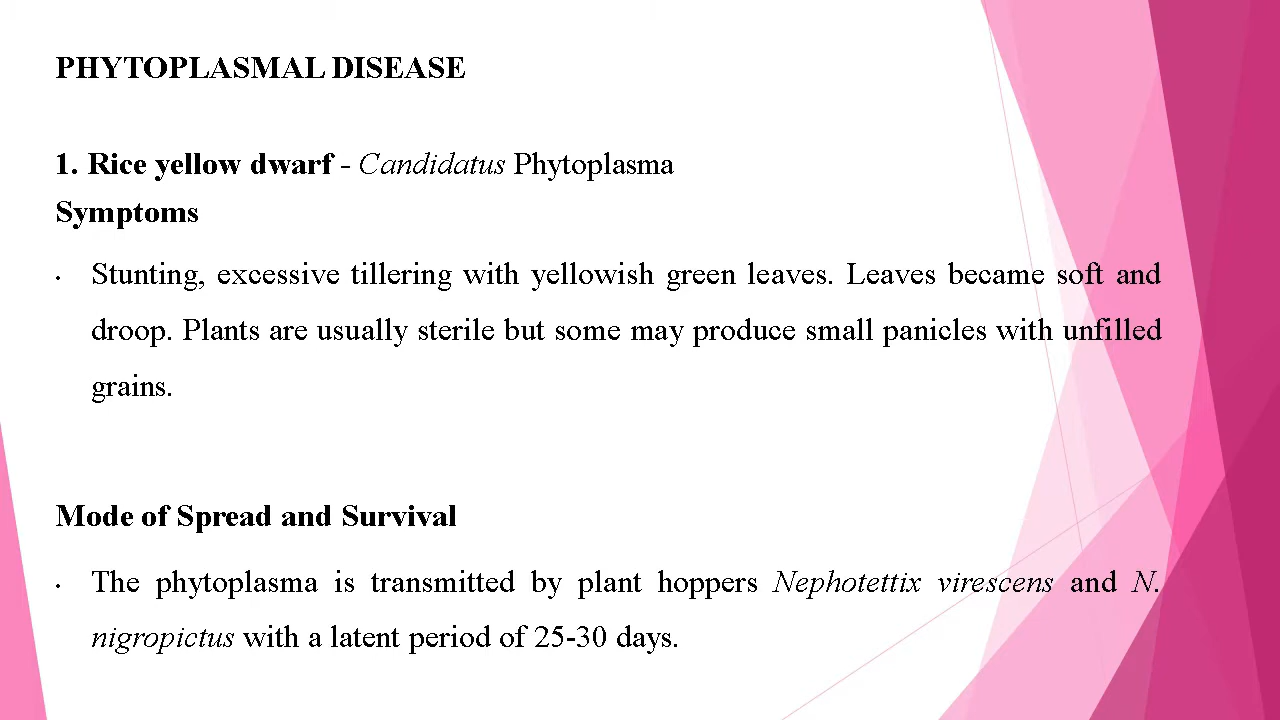 PHYTOPLASMAL DISEASE
1. Rice yellow dwarf - Candidatus Phytoplasma
Symptoms
• Stunting, excessive tillering with yellowish green leaves. Leaves became soft and
droop. Plants are usually sterile but some may produce small panicles with unfilled
grains.
Mode of Spread and Survival
• The phytoplasma is transmitted by plant hoppers Nephotettix virescens and N.
nigropictus with a latent period of 25-30 days.